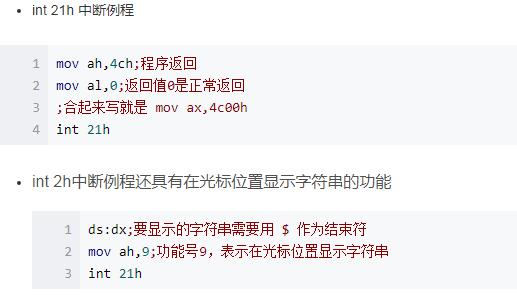 int 21h 中断例程
1 mov ah,4ch;程序返回
2 mov al,0;返回值0是正常返回
3 ;合起来写就是 mov ax,4c00h
4 int 21h
int 2h中断例程还具有在光标位置显示字符串的功能
1 ds:dx;要显示的字符串需要用 $ 作为结束符
2 mov ah,9;功能号9，表示在光标位置显示字符串
3 int 21h